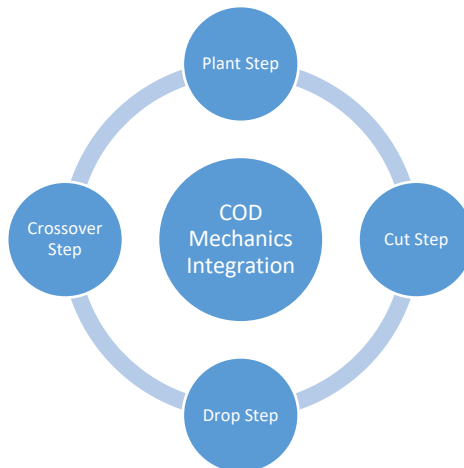 Plant Step
Crossover
Step
COD
Mechanics
Integration
Cut Step
Drop Step